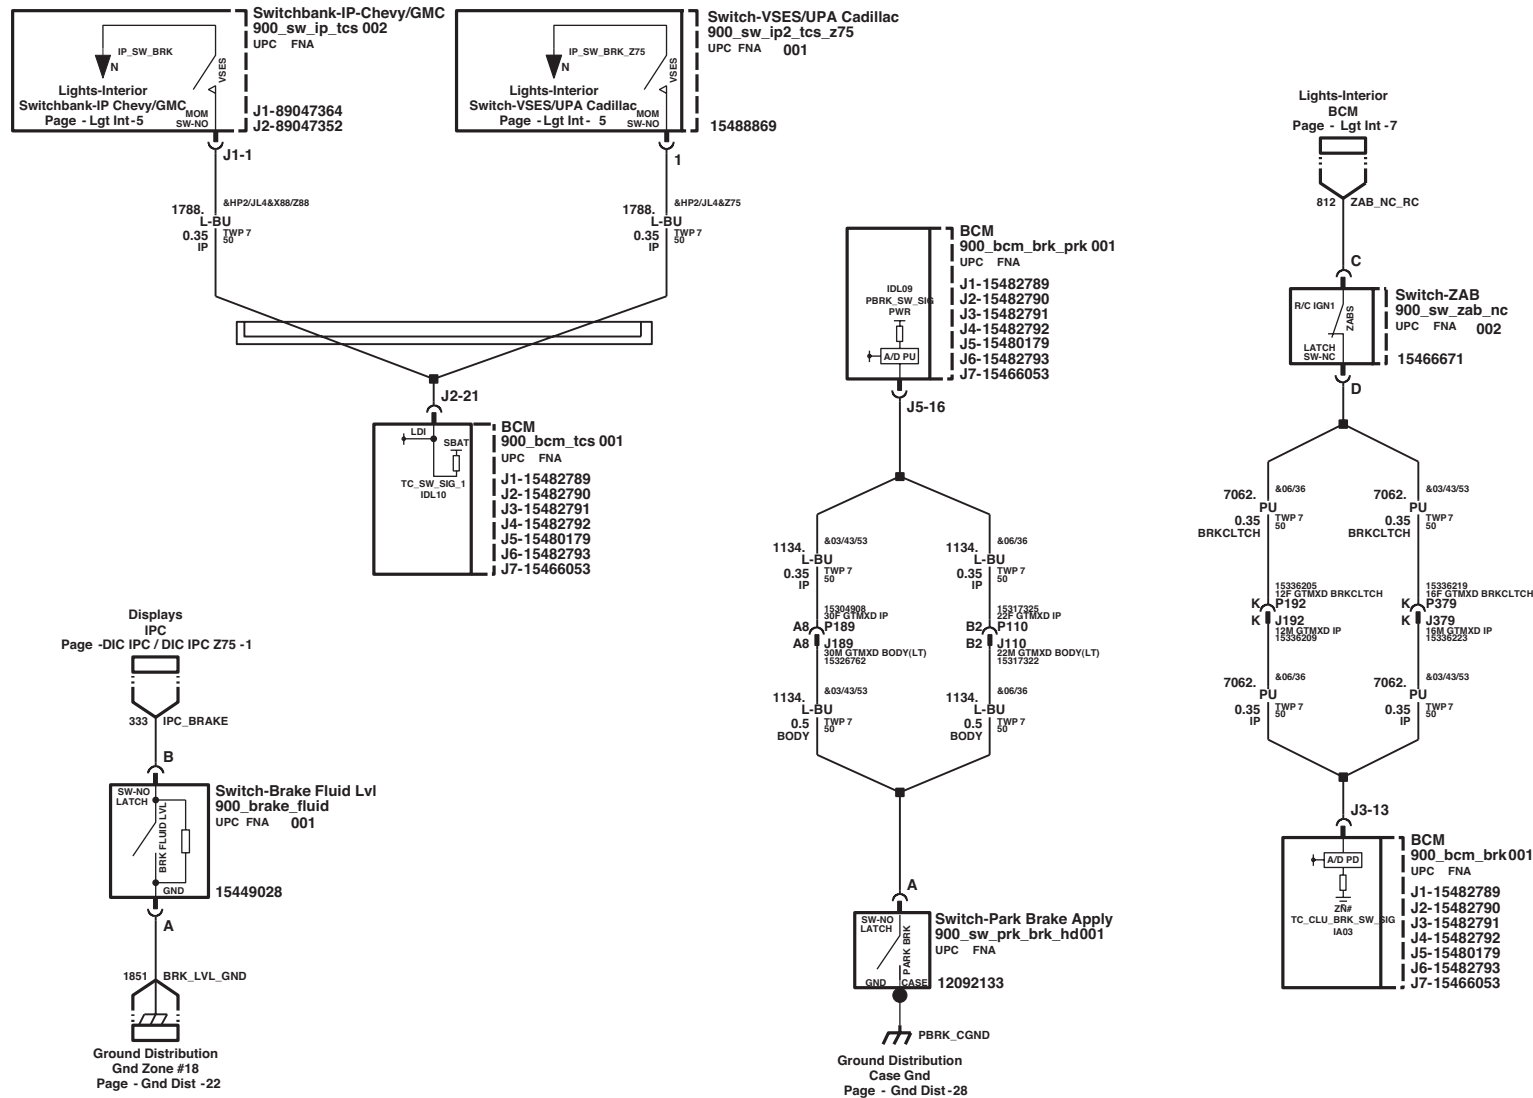 Switchbank-IP-Chevy/GMC
900_sw_ip_tcs 002
UPC FNA
IP_SW_BRK
N
VSES
Lights-Interior
Switchbank-IP Chevy/GMC
Page - Lgt Int-5
MOM
SW-NO
J1-89047364
J2-89047352
J1-1
1788.
&HP2/JL4&X88/Z88
L-BU
0.35
TWP 7
50
IP
Switch-VSES/UPA Cadillac
900_sw_ip2_tcs_z75
UPC FNA 001
IP_SW_BRK_Z75
N
VSES
Lights-Interior
Switch-VSES/UPA Cadillac
Page - Lgt Int- 5
MOM
SW-NO
15488869
1
1788.
&HP2/JL4&Z75
L-BU
0.35
TWP 7
50
IP
J2-21
LDI
SBAT
TC_SW_SIG_1
IDL10
BCM
900_bcm_tcs 001
UPC FNA
J1-15482789
J2-15482790
J3-15482791
J4-15482792
J5-15480179
J6-15482793
J7-15466053
Displays
IPC
Page -DIC IPC / DIC IPC Z75 -1
333 IPC_BRAKE
B
SW-NO
LATCH
BRK FLUID LVL
GND
Switch-Brake Fluid Lvl
900_brake_fluid
UPC FNA 001
15449028
A
1851 BRK_LVL_GND
Ground Distribution
Gnd Zone #18
Page - Gnd Dist -22
BCM
900_bcm_brk_prk 001
UPC FNA
IDL09
PBRK_SW_SIG
PWR
A/D PU
J1-15482789
J2-15482790
J3-15482791
J4-15482792
J5-15480179
J6-15482793
J7-15466053
J5-16
1134.
&03/43/53
L-BU
0.35
TWP 7
50
IP
15304908
30F GTMXD IP
A8 P189
A8 J189
30M GTMXD BODY(LT)
15326762
1134.
&03/43/53
L-BU
0.5
TWP 7
50
BODY
1134.
&06/36
L-BU
0.35
TWP 7
50
IP
15317325
22F GTMXD IP
B2 P110
B2 J110
22M GTMXD BODY(LT)
15317322
1134.
&06/36
L-BU
0.5
TWP 7
50
BODY
A
SW-NO
LATCH
PARK BRK
GND
CASE
Switch-Park Brake Apply
900_sw_prk_brk_hd001
UPC FNA
12092133
PBRK_CGND
Ground Distribution
Case Gnd
Page - Gnd Dist-28
Lights-Interior
BCM
Page - Lgt Int -7
812 ZAB_NC_RC
C
R/C IGN1
ZABS
LATCH
SW-NC
Switch-ZAB
900_sw_zab_nc
UPC FNA 002
15466671
D
7062.
&06/36
PU
0.35
TWP 7
50
BRKCLTCH
15336205
12F GTMXD BRKCLTCH
K P192
K J192
12M GTMXD IP
15336209
7062.
&06/36
PU
0.35
TWP 7
50
IP
7062.
&03/43/53
PU
0.35
TWP 7
50
BRKCLTCH
15336219
16F GTMXD BRKCLTCH
K P379
K J379
16M GTMXD IP
15336223
7062.
&03/43/53
PU
0.35
TWP 7
50
IP
J3-13
A/D PD
TC_CLU_BRK_SW_SIG
IA03
BCM
900_bcm_brk001
UPC FNA
J1-15482789
J2-15482790
J3-15482791
J4-15482792
J5-15480179
J6-15482793
J7-15466053